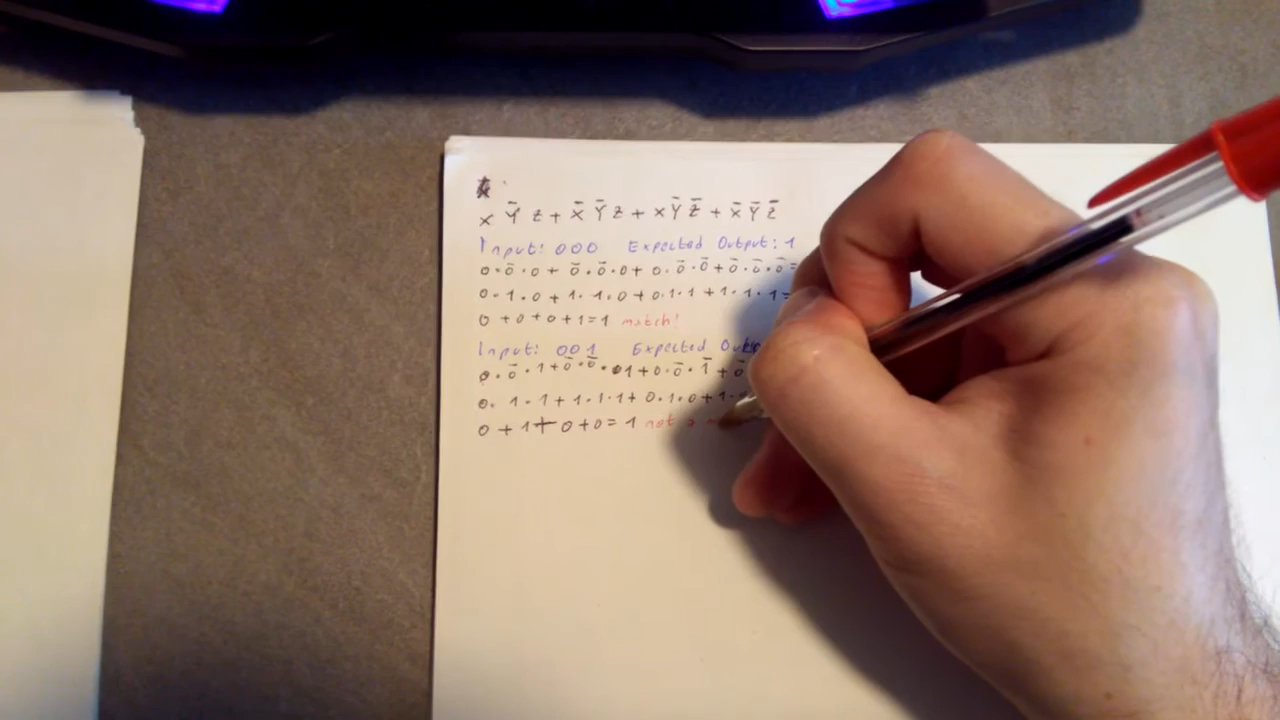 x Ȳ z + x̄ Ȳ z + x Ȳ z̄ + x̄ Ȳ z̄
Input: 000 Expected Output: 1
0·0̄·0 + 0̄·0̄·0 + 0·0̄·0̄ + 0̄·0̄·0̄ =
0·1·0 + 1·1·0 + 0·1·1 + 1·1·1 =
0 + 0 + 0 + 1 = 1 match!
Input: 001 Expected
0·0̄·1 + 0̄·0̄·1 + 0·0̄·1̄ + 0̄
0·1·1 + 1·1·1 + 0·1·0 + 1·
0 + 1 + 0 + 0 = 1 not a